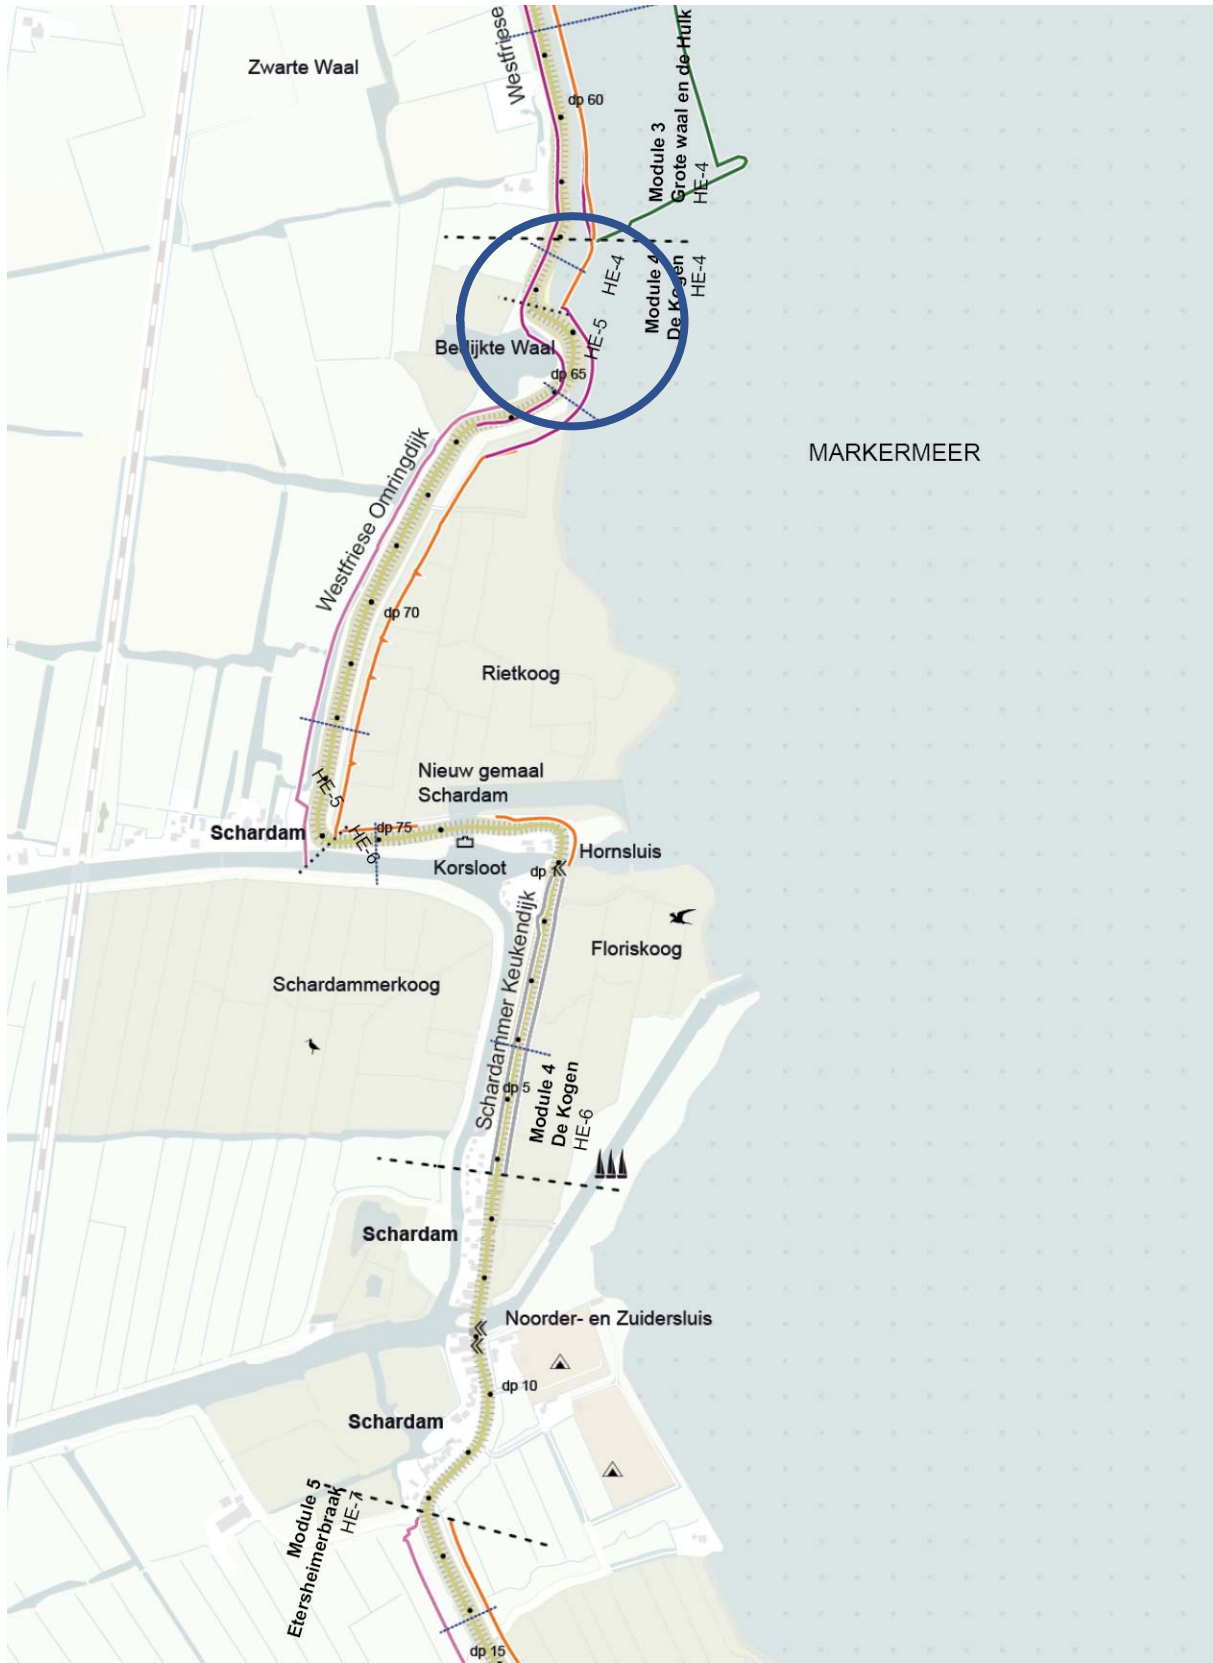 Westfriese
Zwarte Waal
dp 60
Module 3
Grote waal en de Hulk
HE-4
HE-4
Module 4
De Kogen
HE-4
HE-5
Bedijkte Waal
dp 65
MARKERMEER
Westfriese Omringdijk
dp 70
Rietkoog
Nieuw gemaal
Schardam
HE-5
Schardam
HE-6
dp 75
Korsloot
Hornsluis
dp 1
Schardammer Keukendijk
Floriskoog
Schardammerkoog
dp 5
Module 4
De Kogen
HE-6
Schardam
Noorder- en Zuidersluis
dp 10
Schardam
Module 5
Etersheimerbraak
HE-7
dp 15